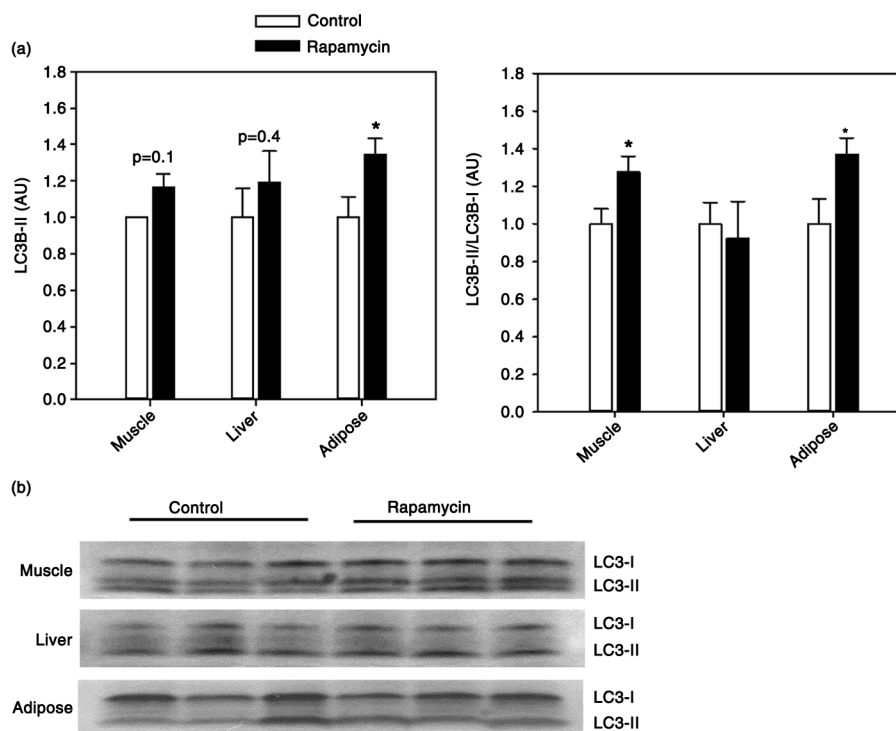 Control
Rapamycin
(a)
LC3B-II (AU)
1.8
1.6
1.4
1.2
1.0
0.8
0.6
0.4
0.2
0.0
p=0.1
p=0.4
*
Muscle
Liver
Adipose
LC3B-II/LC3B-I (AU)
1.8
1.6
1.4
1.2
1.0
0.8
0.6
0.4
0.2
0.0
*
*
Muscle
Liver
Adipose
(b)
Control
Rapamycin
Muscle
LC3-I
LC3-II
Liver
LC3-I
LC3-II
Adipose
LC3-I
LC3-II